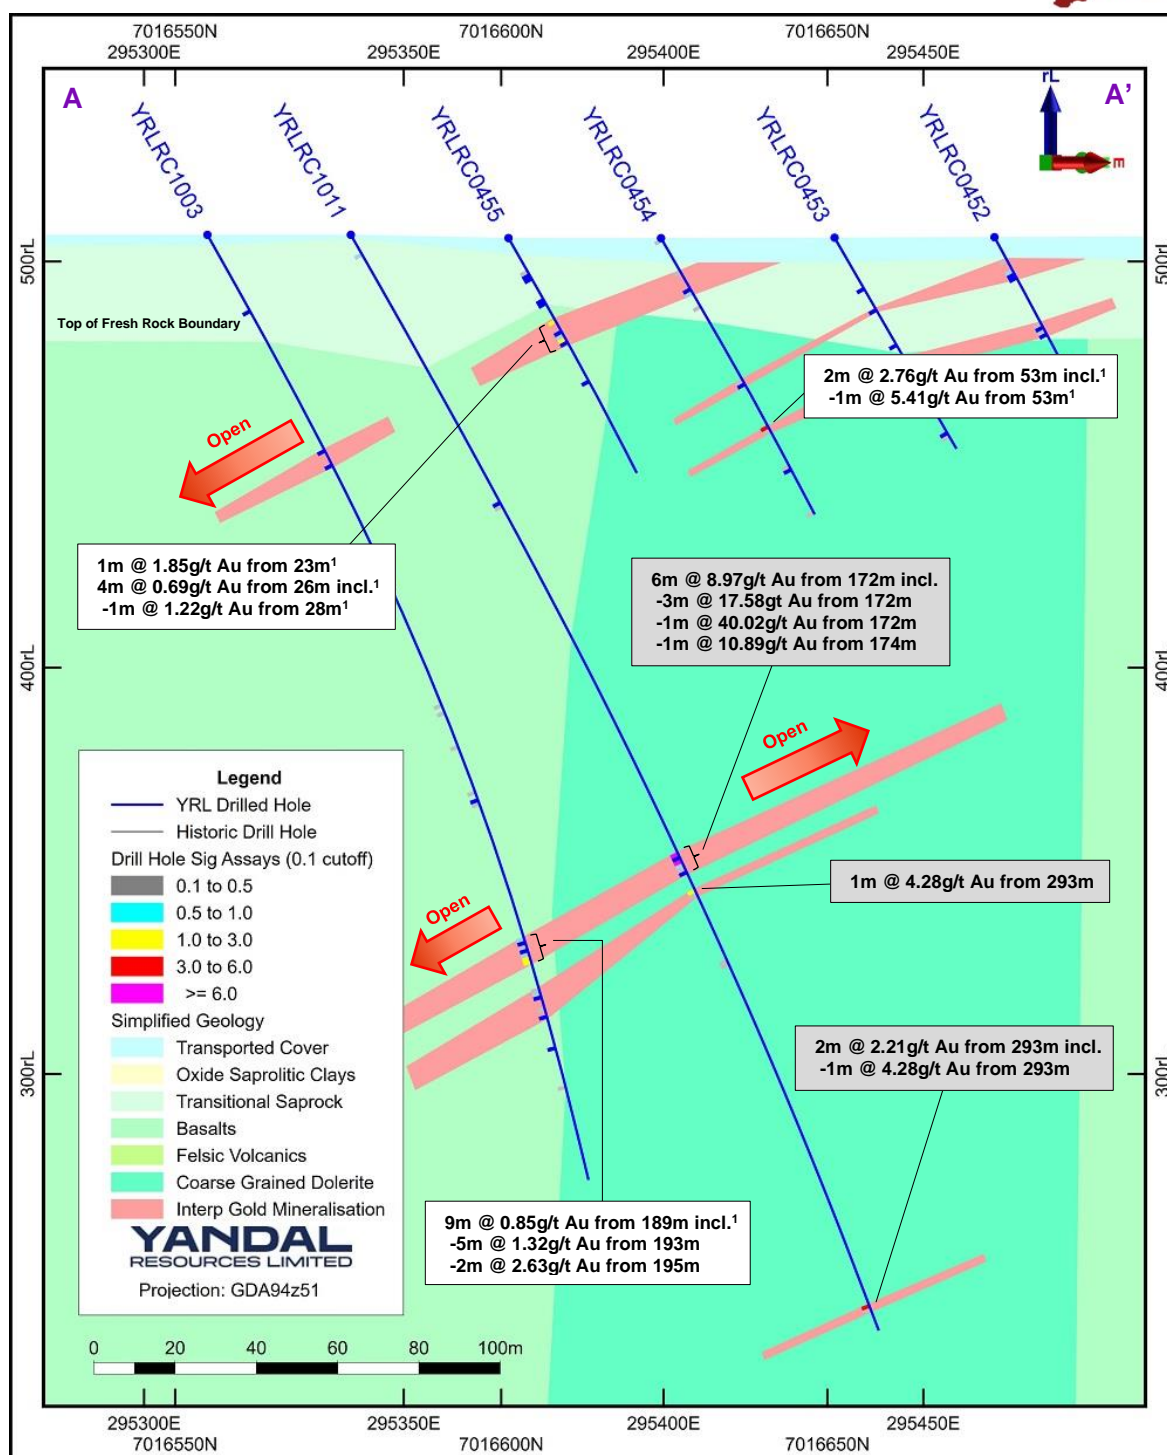 7016550N 7016600N 7016650N
295300E 295350E 295400E 295450E
A A'
rL
E
YRLRC1003
YRLRC1011
YRLRC0455
YRLRC0454
YRLRC0453
YRLRC0452
500rL 500rL
Top of Fresh Rock Boundary
2m @ 2.76g/t Au from 53m incl.¹
-1m @ 5.41g/t Au from 53m¹
Open
1m @ 1.85g/t Au from 23m¹
4m @ 0.69g/t Au from 26m incl.¹
-1m @ 1.22g/t Au from 28m¹
6m @ 8.97g/t Au from 172m incl.
-3m @ 17.58gt Au from 172m
-1m @ 40.02g/t Au from 172m
-1m @ 10.89g/t Au from 174m
400rL 400rL
Open
1m @ 4.28g/t Au from 293m
Open
2m @ 2.21g/t Au from 293m incl.
-1m @ 4.28g/t Au from 293m
300rL 300rL
9m @ 0.85g/t Au from 189m incl.¹
-5m @ 1.32g/t Au from 193m
-2m @ 2.63g/t Au from 195m
Legend
YRL Drilled Hole
Historic Drill Hole
Drill Hole Sig Assays (0.1 cutoff)
0.1 to 0.5
0.5 to 1.0
1.0 to 3.0
3.0 to 6.0
>= 6.0
Simplified Geology
Transported Cover
Oxide Saprolitic Clays
Transitional Saprock
Basalts
Felsic Volcanics
Coarse Grained Dolerite
Interp Gold Mineralisation
YANDAL
RESOURCES LIMITED
Projection: GDA94z51
0 20 40 60 80 100m
295300E 295350E 295400E 295450E
7016550N 7016600N 7016650N